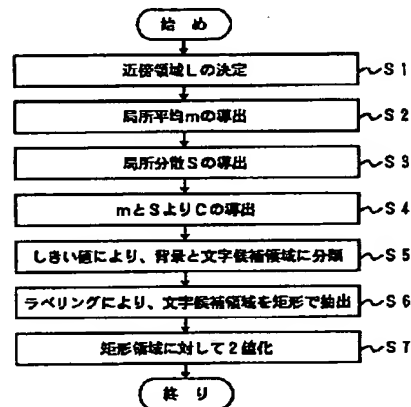 始 め
近傍領域Lの決定 S1
局所平均mの導出 S2
局所分散Sの導出 S3
mとSよりCの導出 S4
しきい値により、背景と文字候補領域に分類 S5
ラベリングにより、文字候補領域を矩形で抽出 S6
矩形領域に対して2値化 S7
終 り